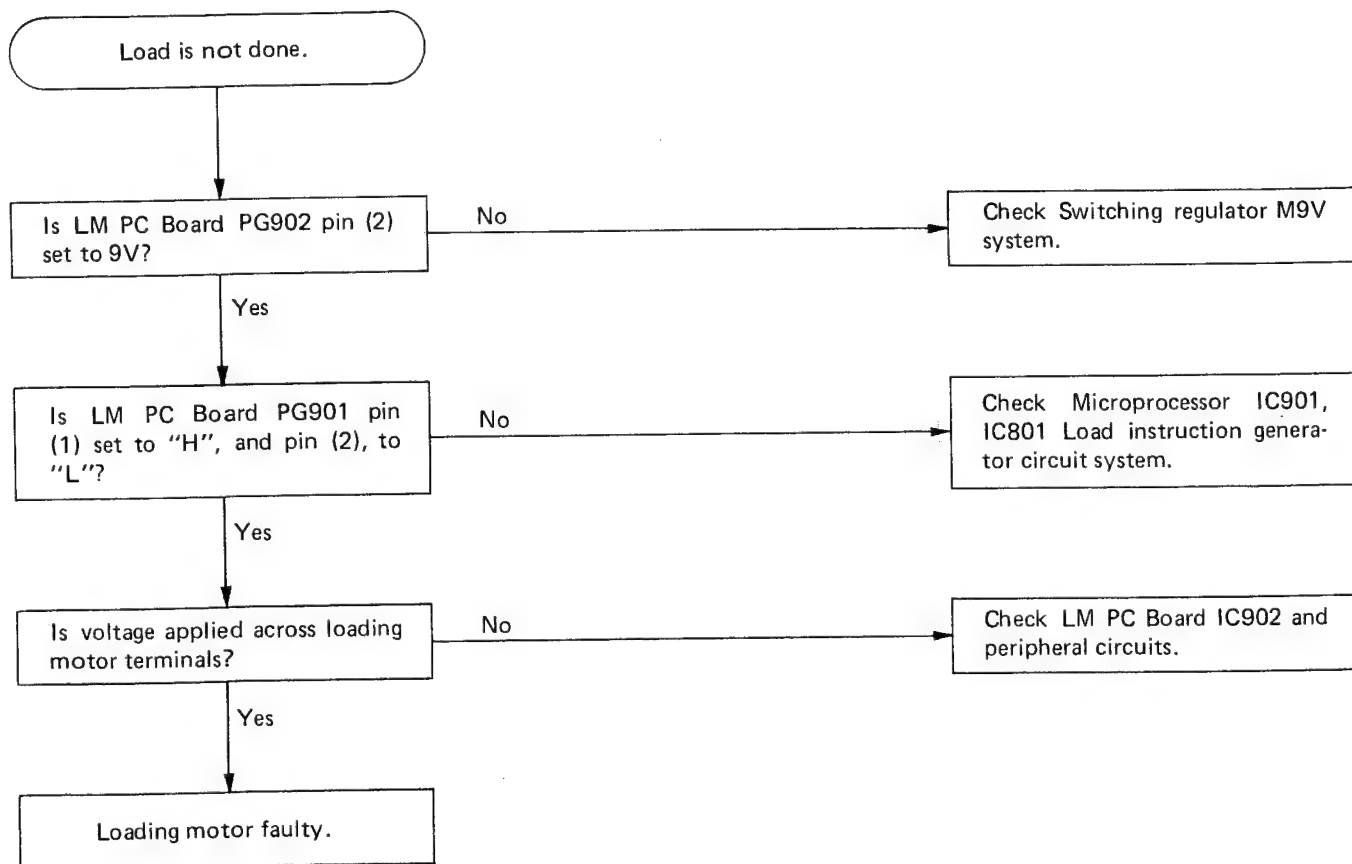 Load is not done.
Is LM PC Board PG902 pin (2)
set to 9V?
No
Check Switching regulator M9V
system.
Yes
Is LM PC Board PG901 pin
(1) set to “H”, and pin (2), to
“L”?
No
Check Microprocessor IC901,
IC801 Load instruction genera-
tor circuit system.
Yes
Is voltage applied across loading
motor terminals?
No
Check LM PC Board IC902 and
peripheral circuits.
Yes
Loading motor faulty.